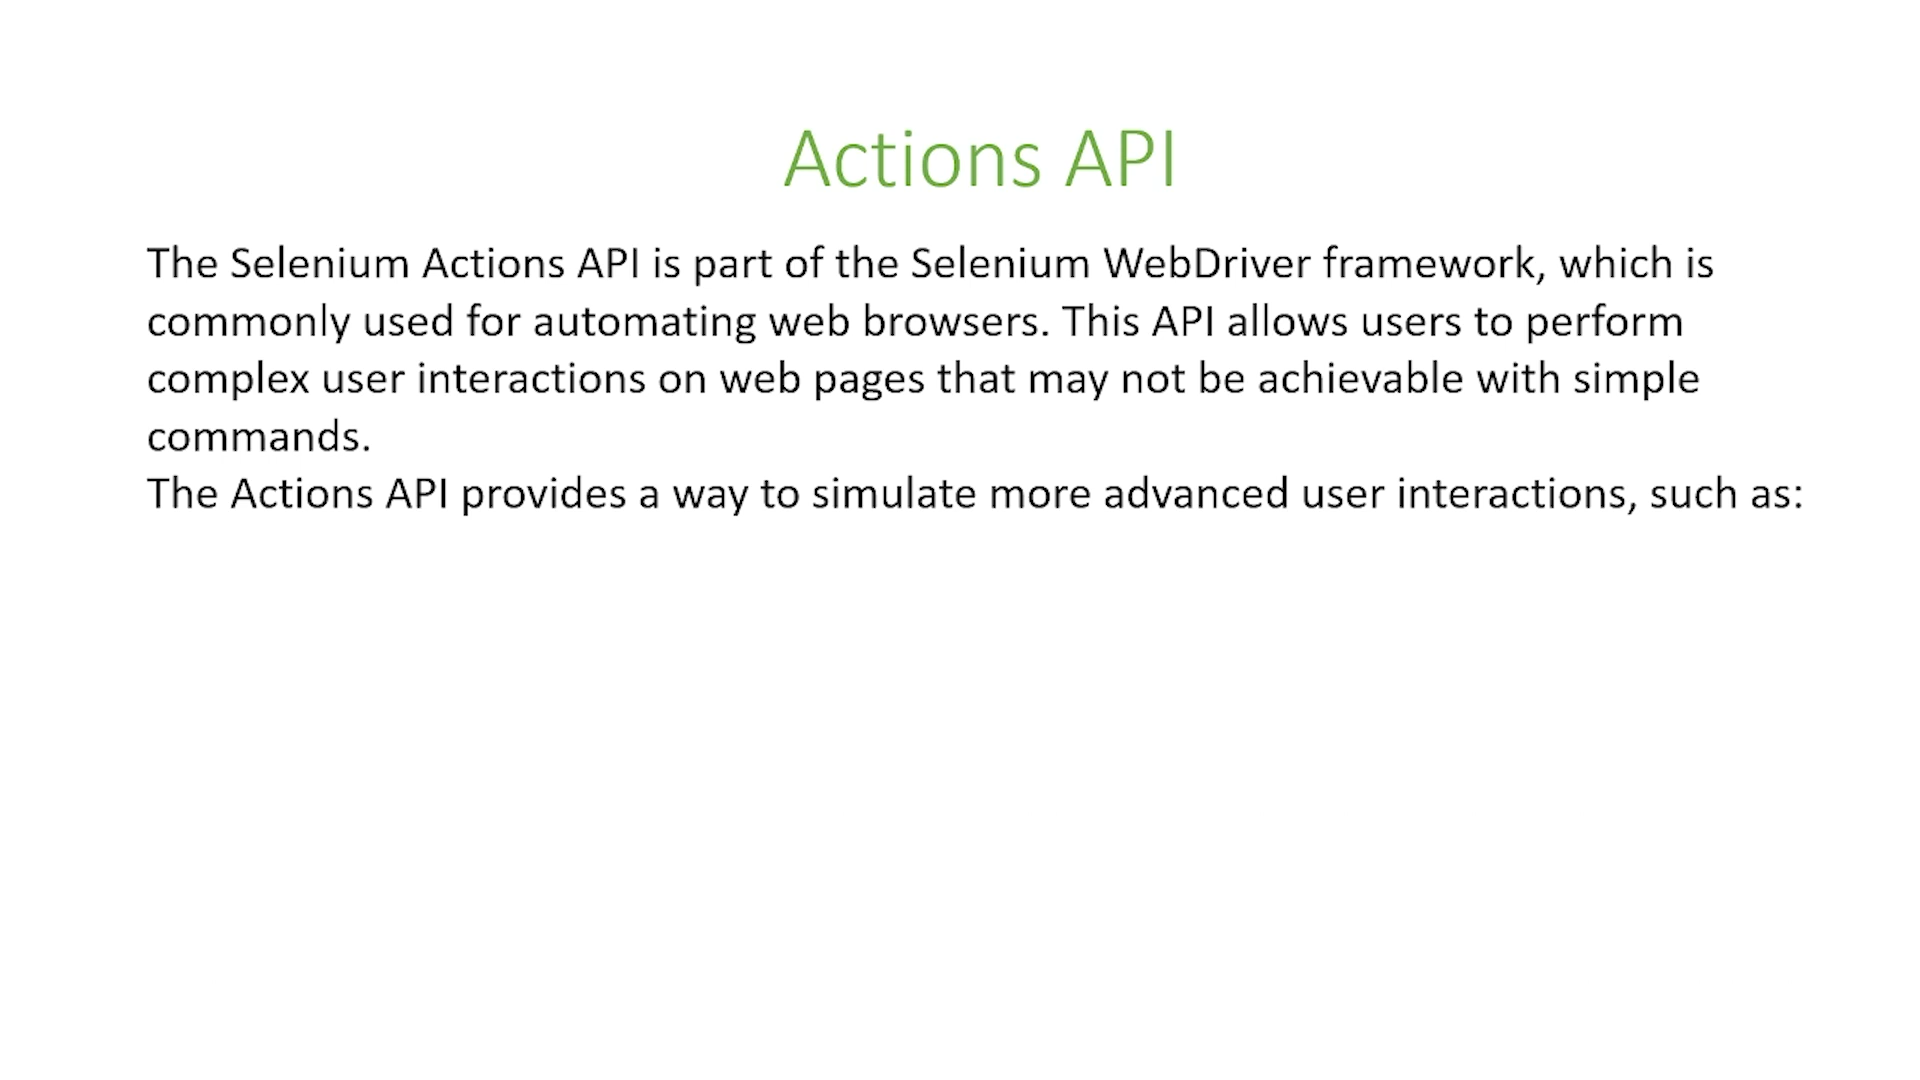 Actions API
The Selenium Actions API is part of the Selenium WebDriver framework, which is
commonly used for automating web browsers. This API allows users to perform
complex user interactions on web pages that may not be achievable with simple
commands.
The Actions API provides a way to simulate more advanced user interactions, such as: